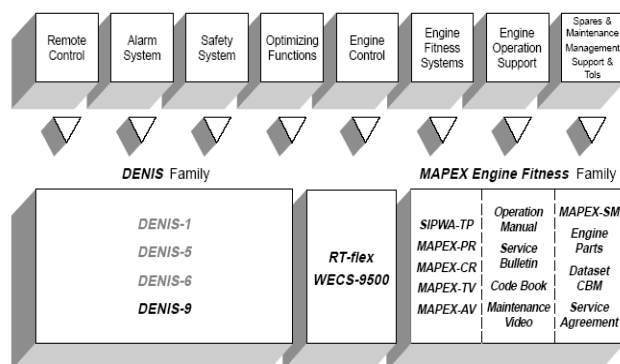 Remote
Control
Alarm
System
Safety
System
Optimizing
Functions
Engine
Control
Engine
Fitness
Systems
Engine
Operation
Support
Spares &
Maintenance
Management
Support &
Tols
DENIS Family
MAPEX Engine Fitness Family
DENIS-1
DENIS-5
DENIS-6
DENIS-9
RT-flex
WECS-9500
SIPWA-TP
MAPEX-PR
MAPEX-CR
MAPEX-TV
MAPEX-AV
Operation
Manual
Service
Bulletin
Code Book
Maintenance
Video
MAPEX-SM
Engine
Parts
Dataset
CBM
Service
Agreement